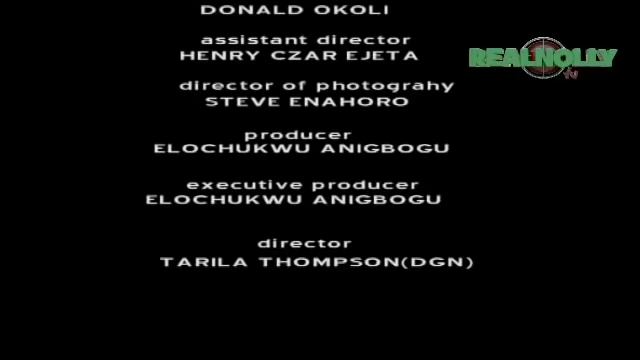 DONALD OKOLI
assistant director
HENRY CZAR EJETA
REALNOLLY
tv
director of photograhy
STEVE ENAHORO
producer
ELOCHUKWU ANIGBOGU
executive producer
ELOCHUKWU ANIGBOGU
director
TARILA THOMPSON(DGN)